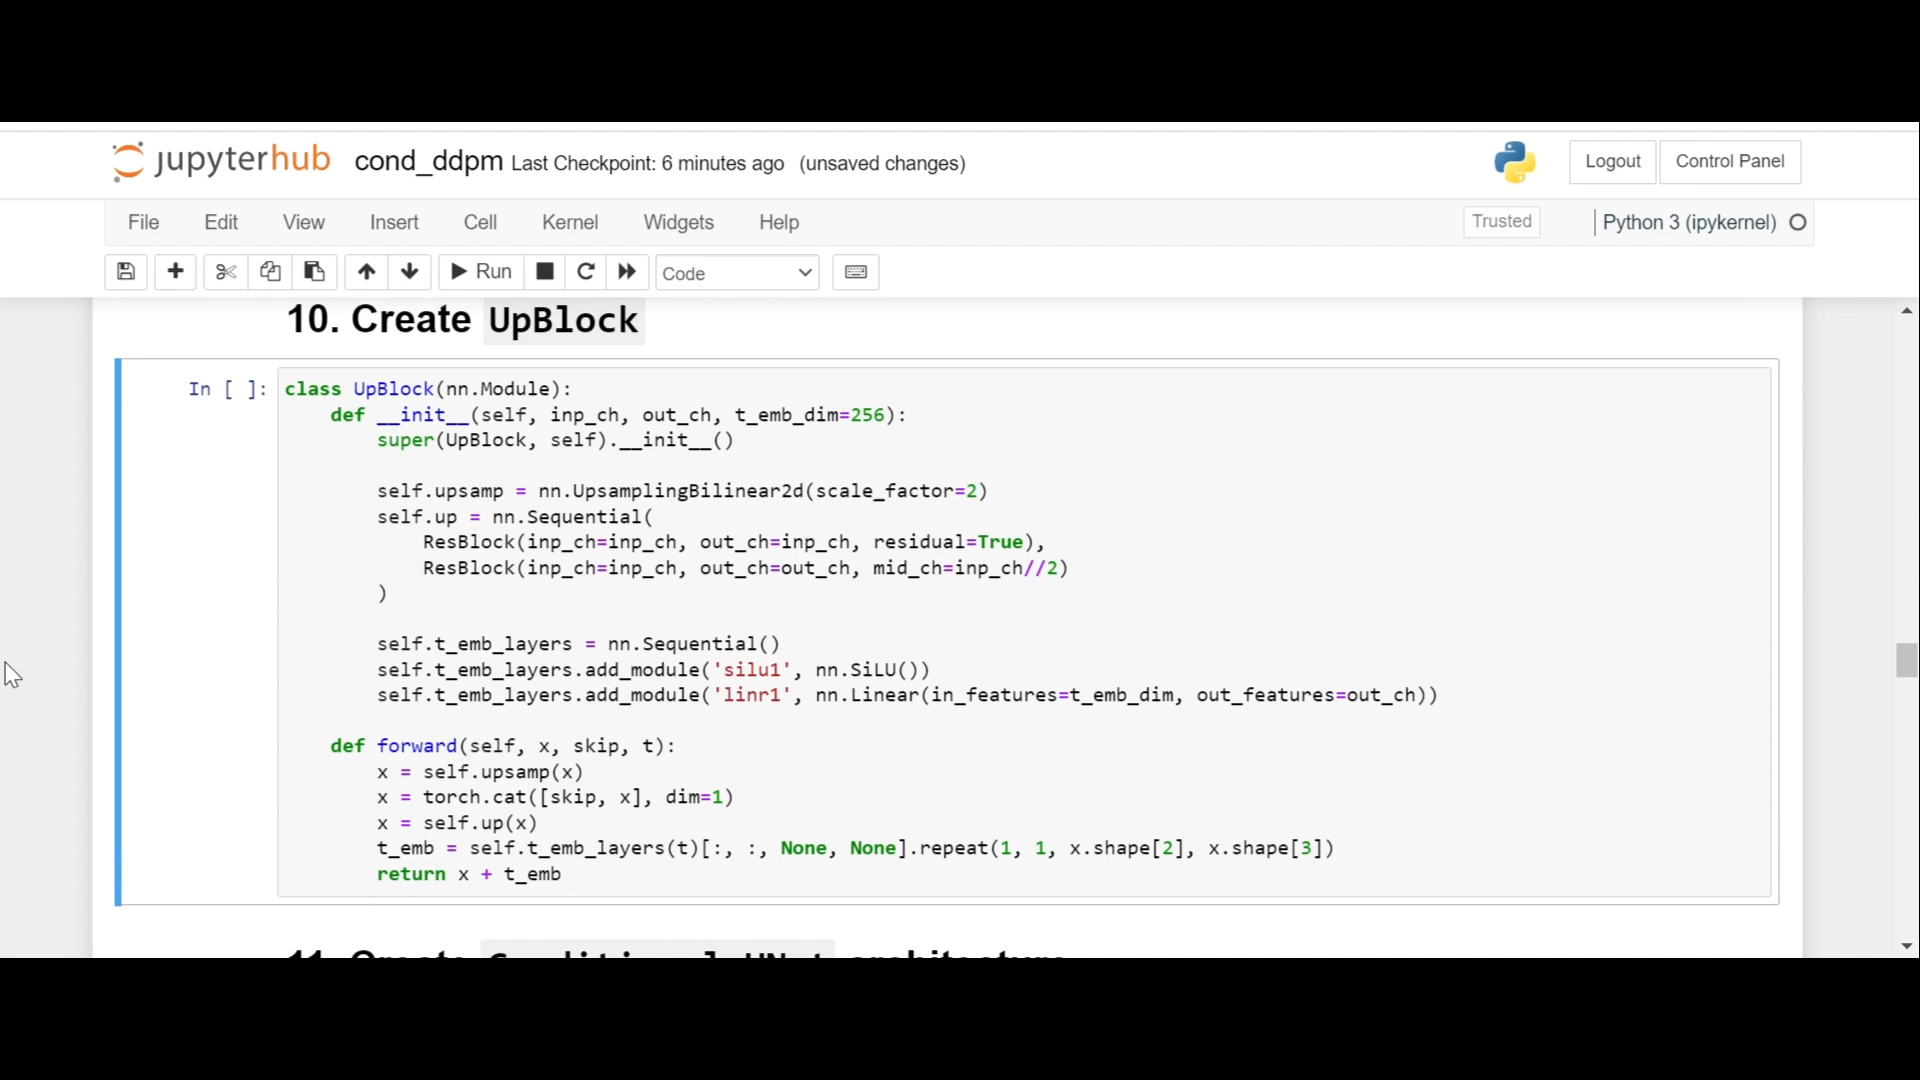 jupyterhub cond_ddpm Last Checkpoint: 6 minutes ago (unsaved changes) Logout Control Panel
File Edit View Insert Cell Kernel Widgets Help Trusted Python 3 (ipykernel)
Run Code
10. Create UpBlock
In [ ]: class UpBlock(nn.Module):
    def __init__(self, inp_ch, out_ch, t_emb_dim=256):
        super(UpBlock, self).__init__()
        self.upsamp = nn.UpsamplingBilinear2d(scale_factor=2)
        self.up = nn.Sequential(
            ResBlock(inp_ch=inp_ch, out_ch=inp_ch, residual=True),
            ResBlock(inp_ch=inp_ch, out_ch=out_ch, mid_ch=inp_ch//2)
        )
        self.t_emb_layers = nn.Sequential()
        self.t_emb_layers.add_module('silu1', nn.SiLU())
        self.t_emb_layers.add_module('linr1', nn.Linear(in_features=t_emb_dim, out_features=out_ch))
    def forward(self, x, skip, t):
        x = self.upsamp(x)
        x = torch.cat([skip, x], dim=1)
        x = self.up(x)
        t_emb = self.t_emb_layers(t)[:, :, None, None].repeat(1, 1, x.shape[2], x.shape[3])
        return x + t_emb
11. Create architecture